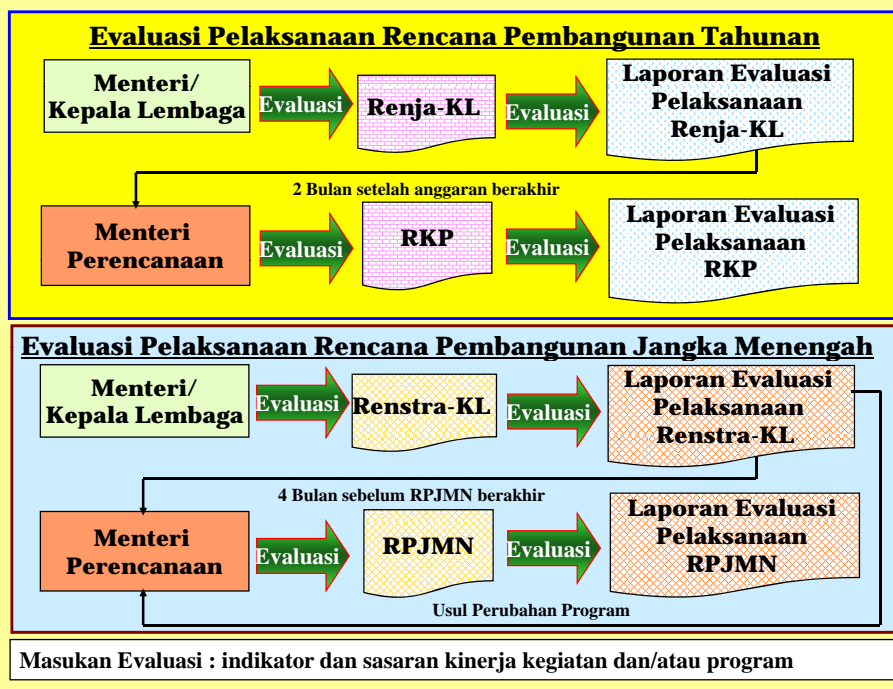 Evaluasi Pelaksanaan Rencana Pembangunan Tahunan
Menteri/
Kepala Lembaga
Evaluasi
Renja-KL
Evaluasi
Laporan Evaluasi
Pelaksanaan
Renja-KL
2 Bulan setelah anggaran berakhir
Menteri
Perencanaan
Evaluasi
RKP
Evaluasi
Laporan Evaluasi
Pelaksanaan
RKP
Evaluasi Pelaksanaan Rencana Pembangunan Jangka Menengah
Menteri/
Kepala Lembaga
Evaluasi
Renstra-KL
Evaluasi
Laporan Evaluasi
Pelaksanaan
Renstra-KL
4 Bulan sebelum RPJMN berakhir
Menteri
Perencanaan
Evaluasi
RPJMN
Evaluasi
Laporan Evaluasi
Pelaksanaan
RPJMN
Usul Perubahan Program
Masukan Evaluasi : indikator dan sasaran kinerja kegiatan dan/atau program